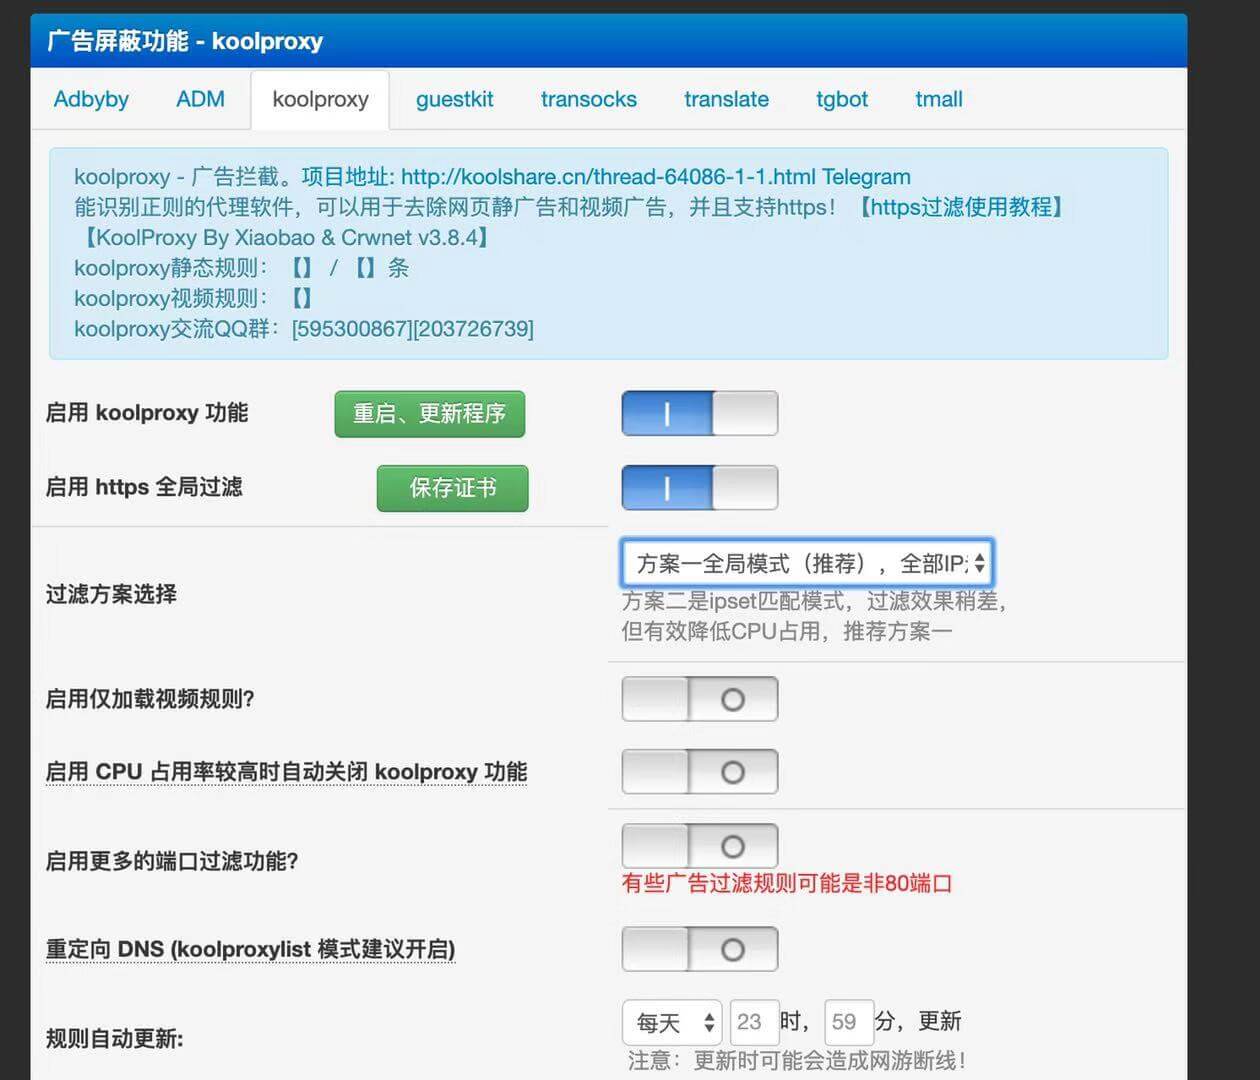 广告屏蔽功能 - koolproxy
Adbyby ADM koolproxy guestkit transocks translate tgbot tmall
koolproxy - 广告拦截。项目地址: http://koolshare.cn/thread-64086-1-1.html Telegram
能识别正则的代理软件，可以用于去除网页静广告和视频广告，并且支持https！【https过滤使用教程】
【KoolProxy By Xiaobao & Crwnet v3.8.4】
koolproxy静态规则：【】 / 【】条
koolproxy视频规则：【】
koolproxy交流QQ群：[595300867][203726739]
启用 koolproxy 功能 重启、更新程序
启用 https 全局过滤 保存证书
过滤方案选择 方案一全局模式（推荐），全部IP
方案二是ipset匹配模式，过滤效果稍差，
但有效降低CPU占用，推荐方案一
启用仅加载视频规则?
启用 CPU 占用率较高时自动关闭 koolproxy 功能
启用更多的端口过滤功能?
有些广告过滤规则可能是非80端口
重定向 DNS (koolproxylist 模式建议开启)
规则自动更新: 每天 23 时， 59 分，更新
注意：更新时可能会造成网游断线！